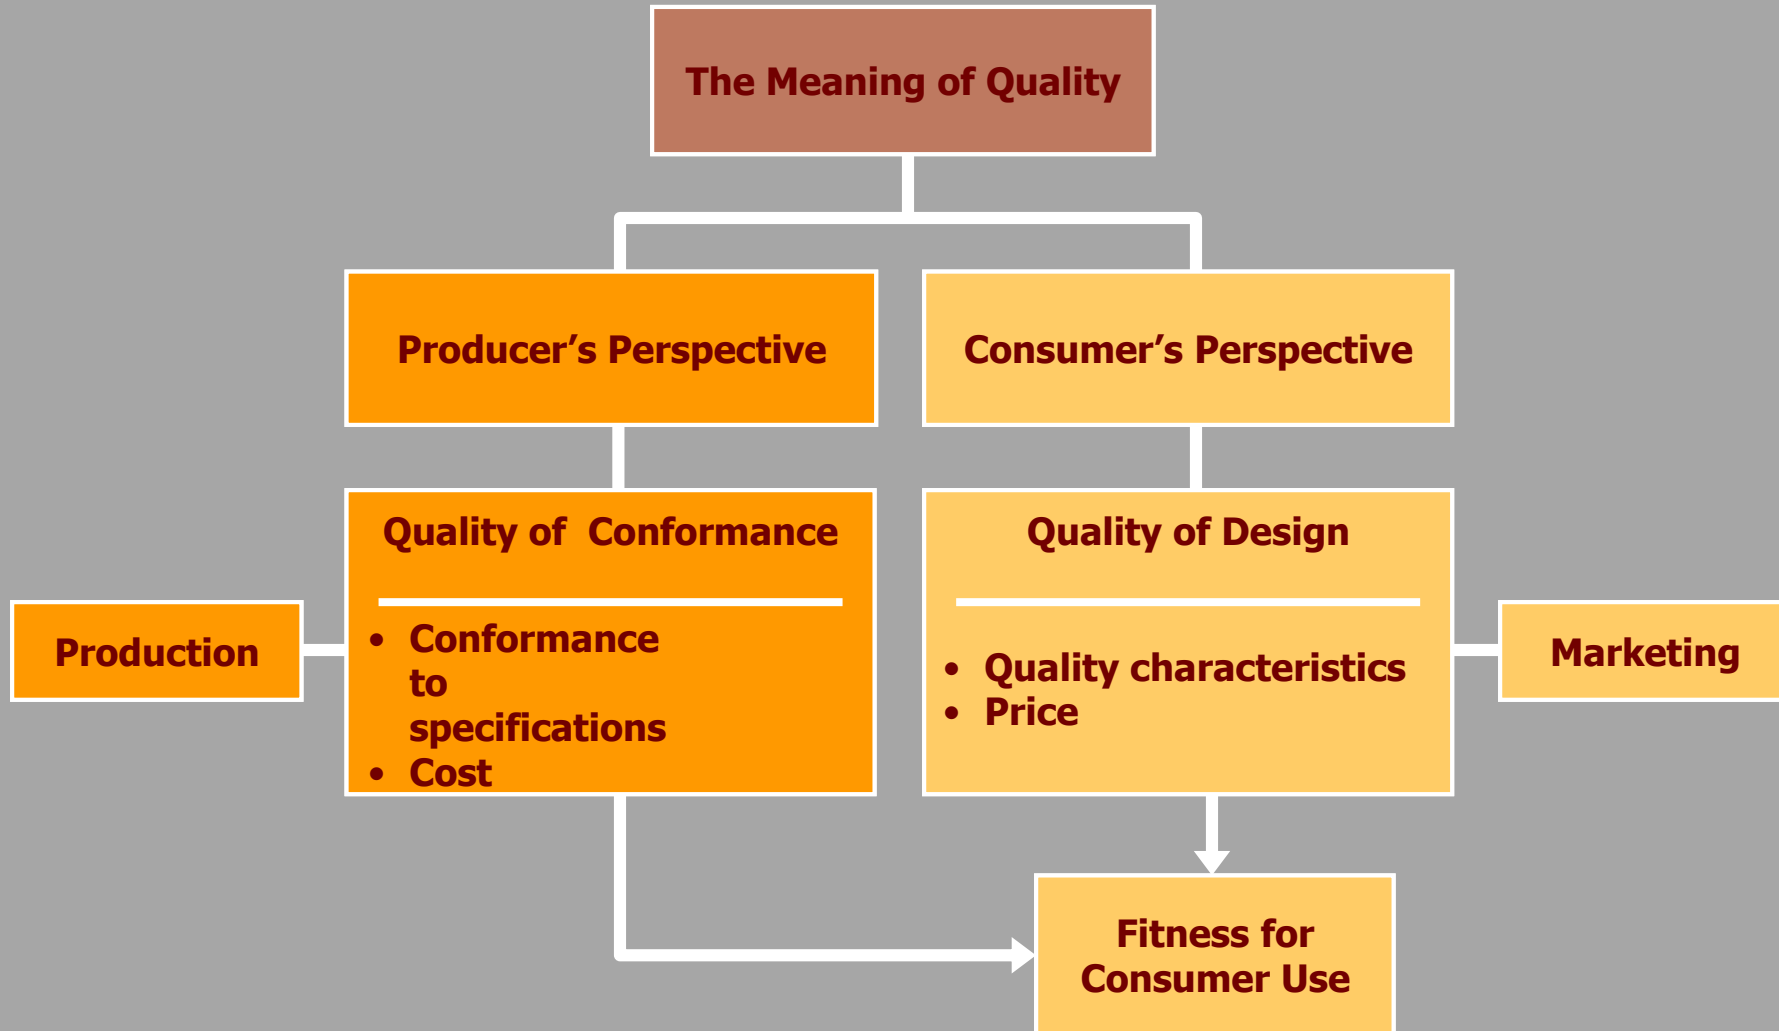 The Meaning of Quality
Producer’s Perspective
Consumer’s Perspective
Quality of  Conformance
• Conformance
to
specifications
• Cost
Quality of Design
• Quality characteristics
• Price
Production
Marketing
Fitness for
Consumer Use